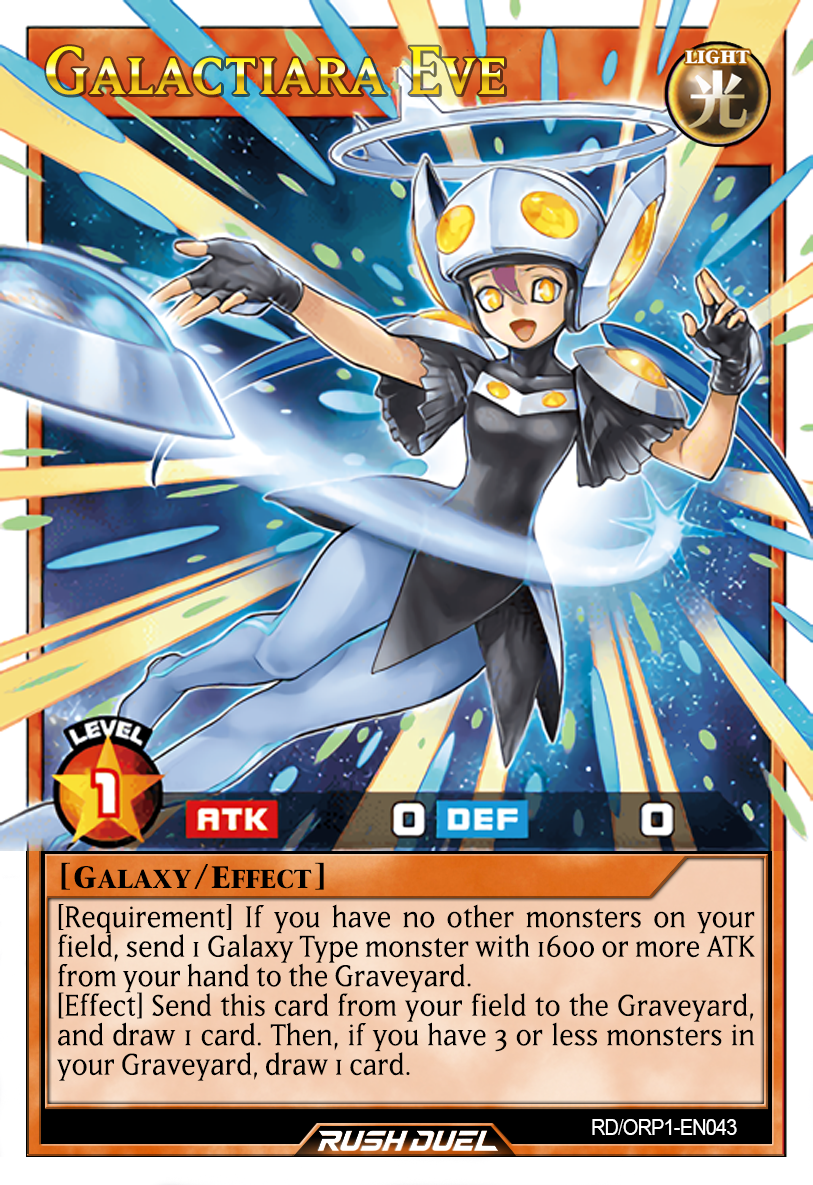 GALACTIARA EVE
LIGHT
光
LEVEL
1
ATK 0 DEF 0
[GALAXY/EFFECT]
[Requirement] If you have no other monsters on your
field, send 1 Galaxy Type monster with 1600 or more ATK
from your hand to the Graveyard.
[Effect] Send this card from your field to the Graveyard,
and draw 1 card. Then, if you have 3 or less monsters in
your Graveyard, draw 1 card.
RD/ORP1-EN043
RUSH DUEL